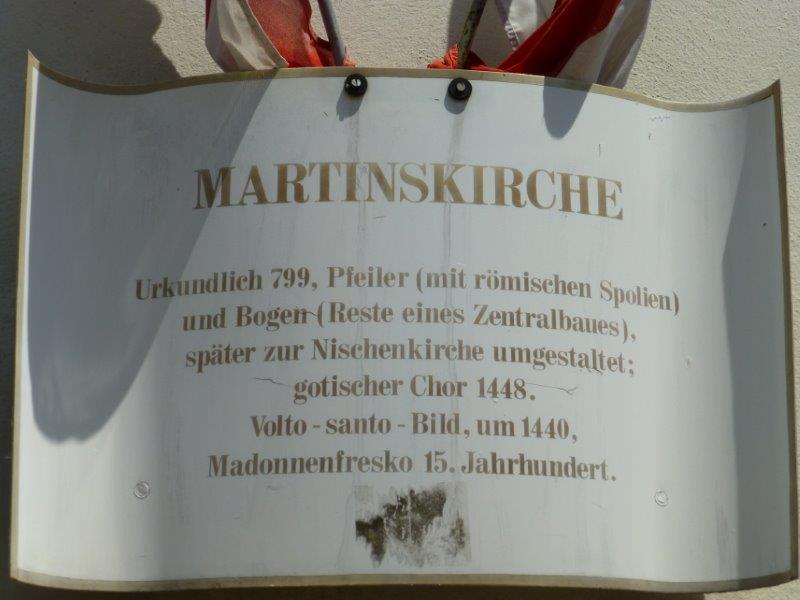 MARTINSKIRCHE
Urkundlich 799, Pfeiler (mit römischen Spolien)
und Bogen (Reste eines Zentralbaues),
später zur Nischenkirche umgestaltet;
gotischer Chor 1448.
Volto - santo - Bild, um 1440,
Madonnenfresko 15. Jahrhundert.